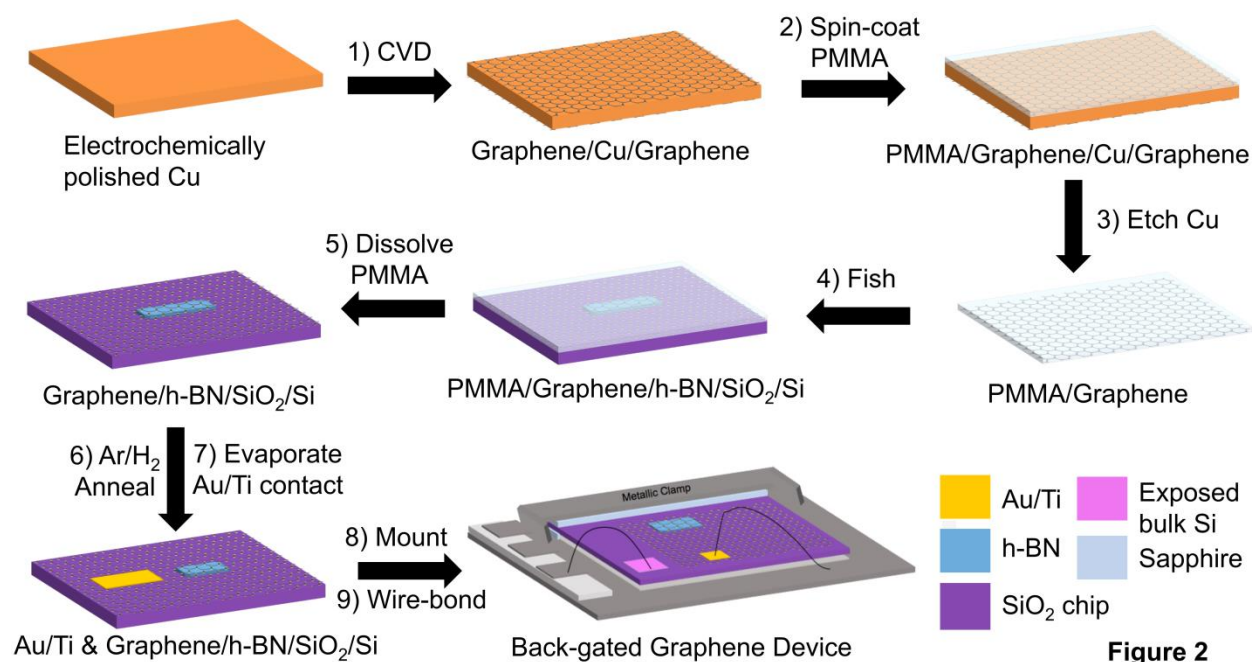 1) CVD
2) Spin-coat
PMMA
Electrochemically
polished Cu
Graphene/Cu/Graphene
PMMA/Graphene/Cu/Graphene
3) Etch Cu
5) Dissolve
PMMA
4) Fish
Graphene/h-BN/SiO₂/Si
PMMA/Graphene/h-BN/SiO₂/Si
PMMA/Graphene
6) Ar/H₂
Anneal
7) Evaporate
Au/Ti contact
8) Mount
9) Wire-bond
Metallic Clamp
Au/Ti
Exposed
bulk Si
h-BN
Sapphire
SiO₂ chip
Au/Ti & Graphene/h-BN/SiO₂/Si
Back-gated Graphene Device
Figure 2